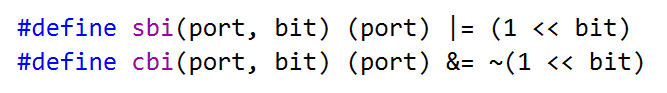 #define sbi(port, bit) (port) |= (1 << bit)
#define cbi(port, bit) (port) &= ~(1 << bit)